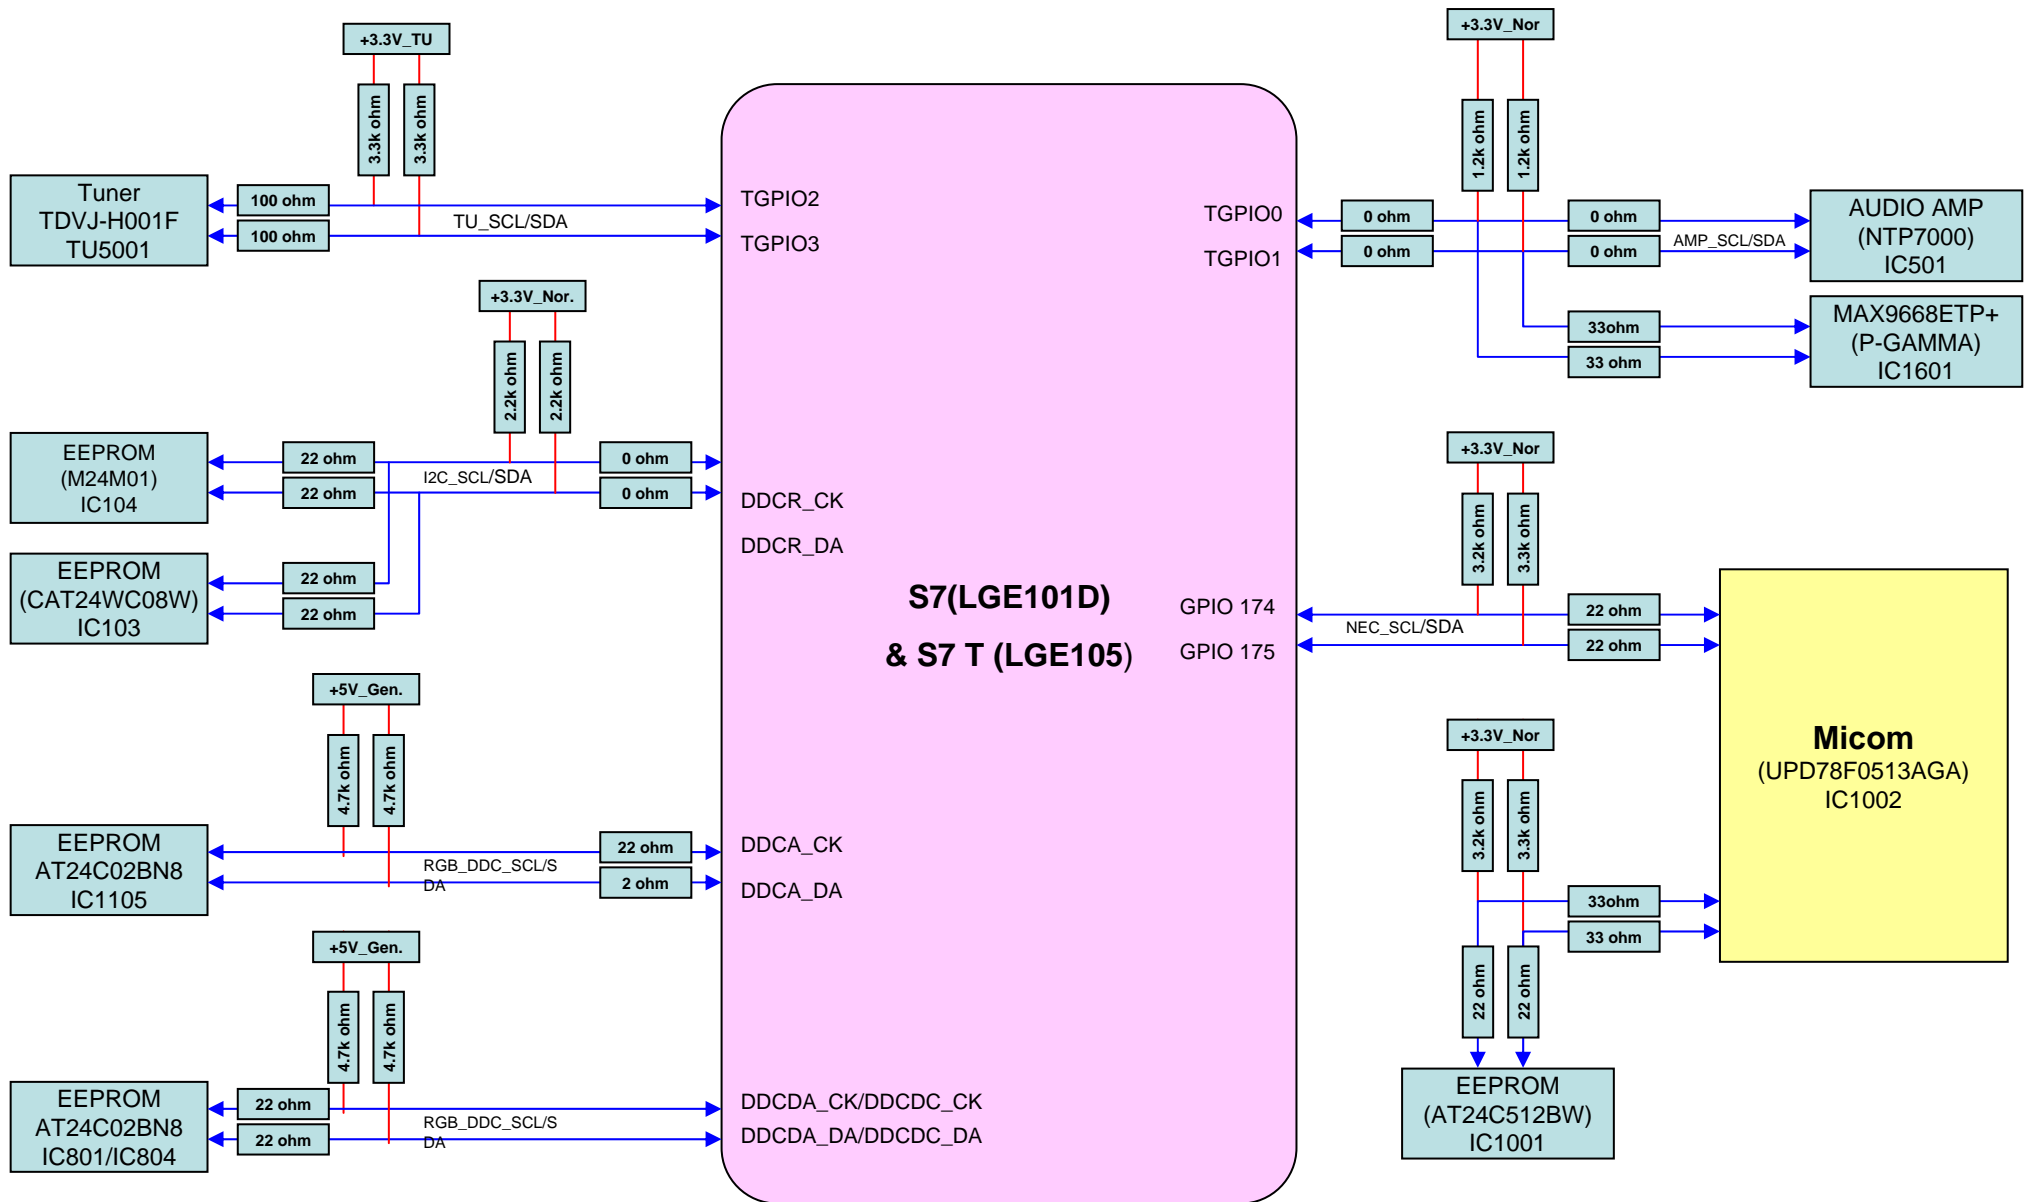 +3.3V_TU
3.3k ohm
3.3k ohm
Tuner
TDVJ-H001F
TU5001
100 ohm
100 ohm
TU_SCL/SDA
+3.3V_Nor.
2.2k ohm
2.2k ohm
EEPROM
(M24M01)
IC104
22 ohm
22 ohm
I2C_SCL/SDA
0 ohm
0 ohm
EEPROM
(CAT24WC08W)
IC103
22 ohm
22 ohm
+5V_Gen.
4.7k ohm
4.7k ohm
EEPROM
AT24C02BN8
IC1105
RGB_DDC_SCL/S
DA
22 ohm
2 ohm
+5V_Gen.
4.7k ohm
4.7k ohm
EEPROM
AT24C02BN8
IC801/IC804
22 ohm
22 ohm
RGB_DDC_SCL/S
DA
TGPIO2
TGPIO3
DDCR_CK
DDCR_DA
S7(LGE101D)
& S7 T (LGE105)
DDCA_CK
DDCA_DA
DDCDA_CK/DDCDC_CK
DDCDA_DA/DDCDC_DA
TGPIO0
TGPIO1
GPIO 174
GPIO 175
+3.3V_Nor
1.2k ohm
1.2k ohm
0 ohm
0 ohm
0 ohm
0 ohm
AMP_SCL/SDA
AUDIO AMP
(NTP7000)
IC501
33ohm
33 ohm
MAX9668ETP+
(P-GAMMA)
IC1601
+3.3V_Nor
3.2k ohm
3.3k ohm
NEC_SCL/SDA
22 ohm
22 ohm
Micom
(UPD78F0513AGA)
IC1002
+3.3V_Nor
3.2k ohm
3.3k ohm
33ohm
33 ohm
22 ohm
22 ohm
EEPROM
(AT24C512BW)
IC1001